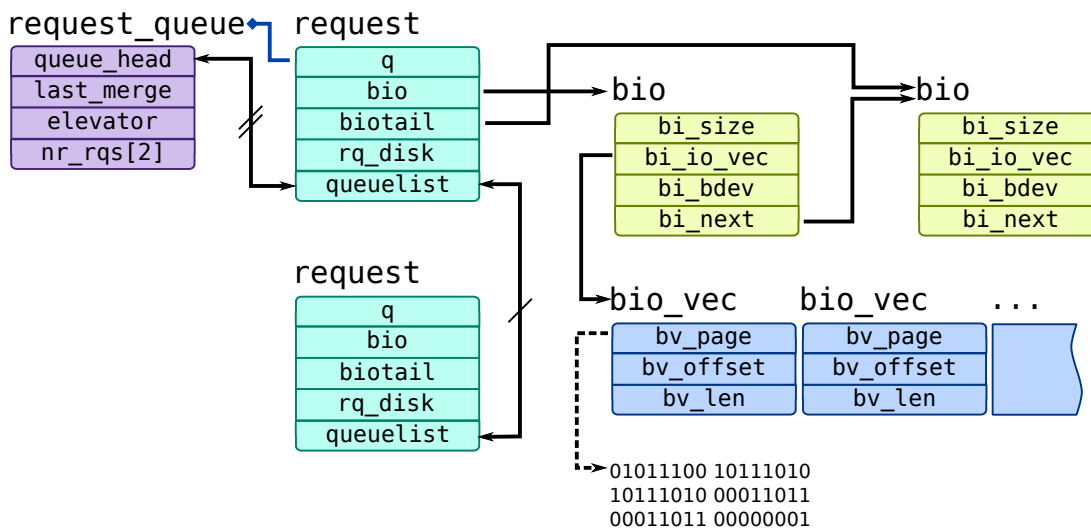 request_queue
queue_head
last_merge
elevator
nr_rqs[2]
request
q
bio
biotail
rq_disk
queuelist
request
q
bio
biotail
rq_disk
queuelist
bio
bi_size
bi_io_vec
bi_bdev
bi_next
bio
bi_size
bi_io_vec
bi_bdev
bi_next
bio_vec
bv_page
bv_offset
bv_len
bio_vec
bv_page
bv_offset
bv_len
...
01011100 10111010
10111010 00011011
00011011 00000001